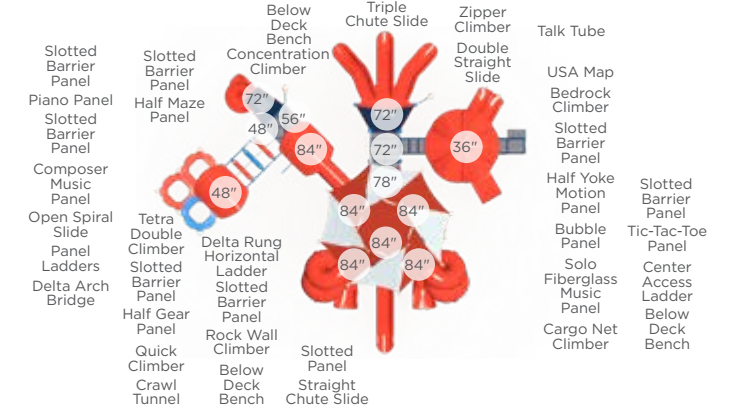 Slotted
Barrier
Panel
Piano Panel
Slotted
Barrier
Panel
Composer
Music
Panel
Open Spiral
Slide
Panel
Ladders
Delta Arch
Bridge
Slotted
Barrier
Panel
Half Maze
Panel
Tetra
Double
Climber
Slotted
Barrier
Panel
Half Gear
Panel
Quick
Climber
Crawl
Tunnel
Below
Deck
Bench
Concentration
Climber
Delta Rung
Horizontal
Ladder
Slotted
Barrier
Panel
Rock Wall
Climber
Below
Deck
Bench
Triple
Chute Slide
Slotted
Panel
Straight
Chute Slide
Zipper
Climber
Double
Straight
Slide
Talk Tube
USA Map
Bedrock
Climber
Slotted
Barrier
Panel
Half Yoke
Motion
Panel
Bubble
Panel
Solo
Fiberglass
Music
Panel
Cargo Net
Climber
Slotted
Barrier
Panel
Tic-Tac-Toe
Panel
Center
Access
Ladder
Below
Deck
Bench
72"
56"
48"
84"
48"
72"
72"
36"
78"
84"
84"
84"
84"
84"